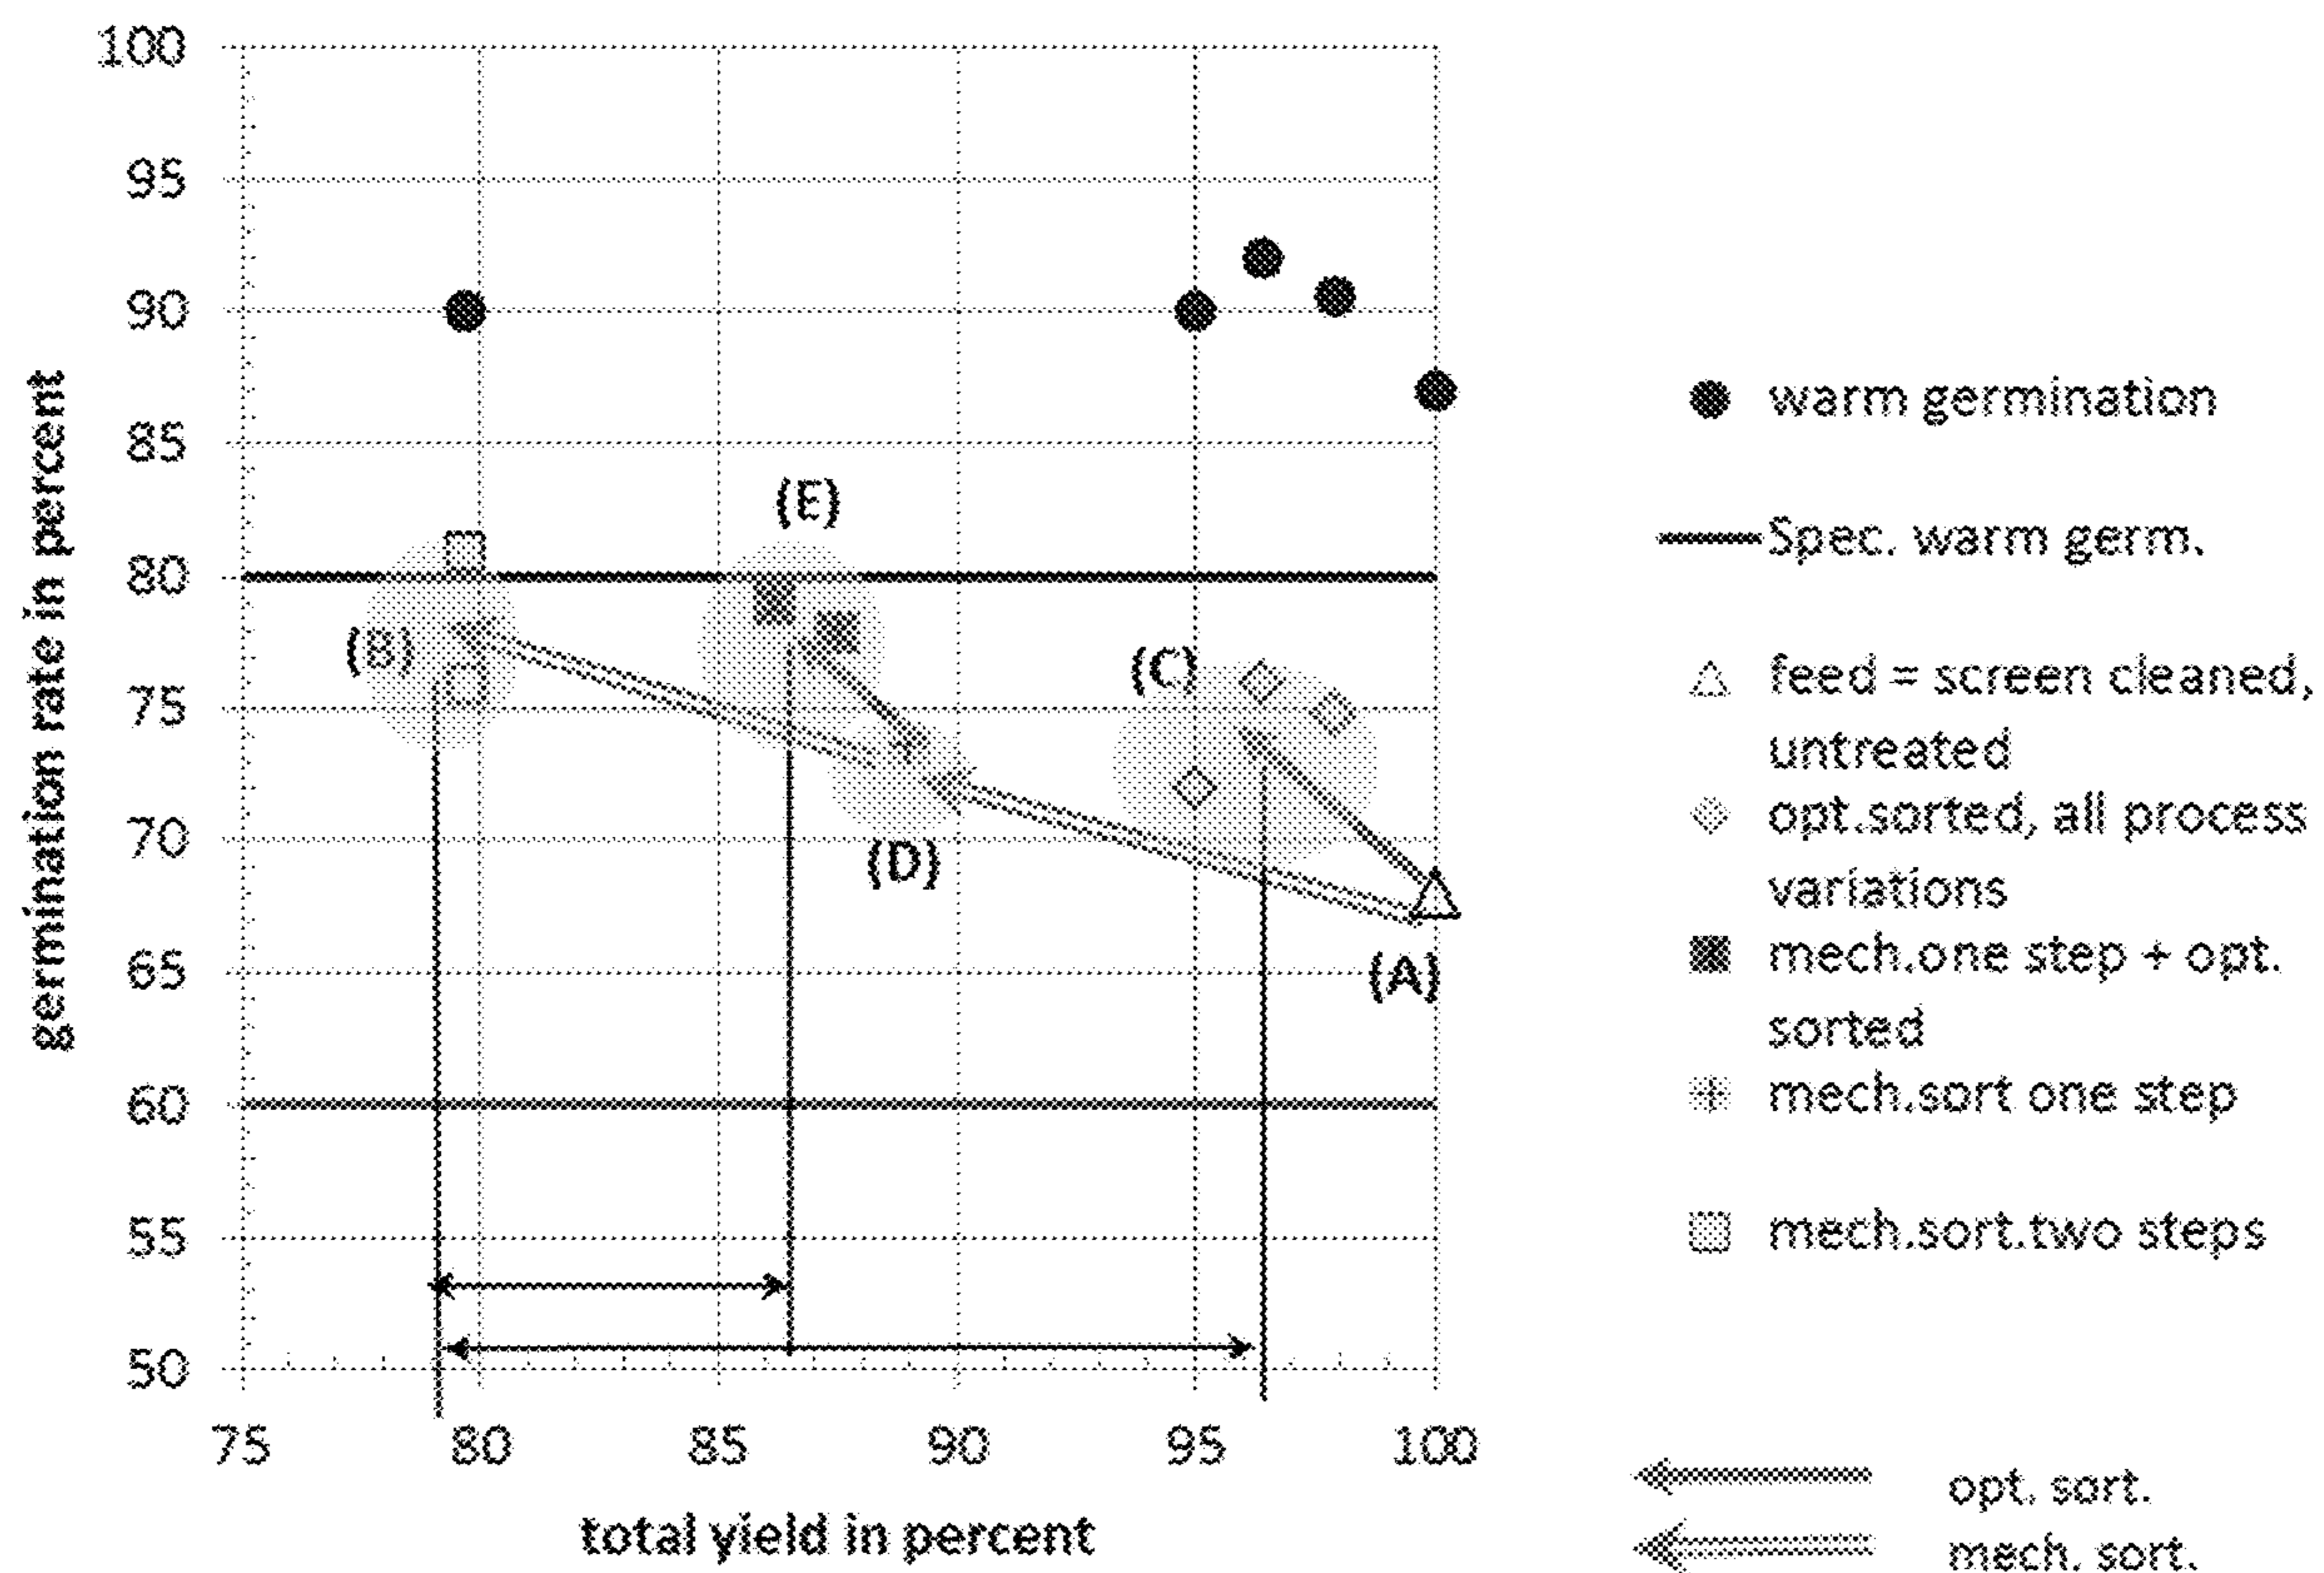 100
95
90
85
80
75
70
65
60
55
50
germination rate in percent
75 80 85 90 95 100
total yield in percent
(E)
(B)
(C)
(D)
(A)
warm germination
Spec. warm germ.
feed = screen cleaned,
untreated
opt.sorted, all process
variations
mech.one step + opt.
sorted
mech.sort one step
mech.sort.two steps
opt. sort.
mech. sort.